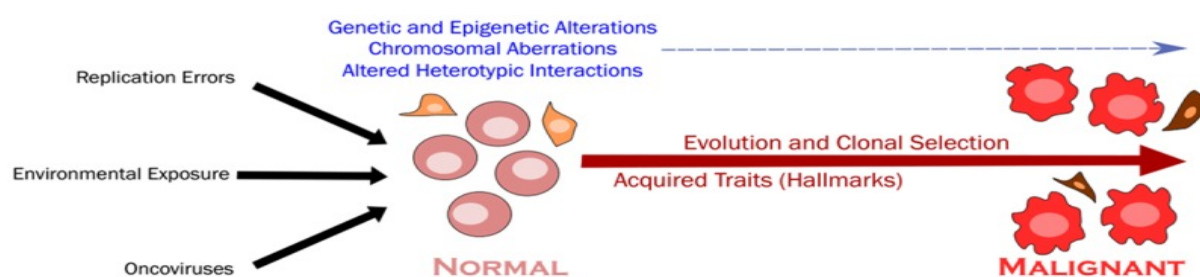 Genetic and Epigenetic Alterations
Chromosomal Aberrations
Altered Heterotypic Interactions
Replication Errors
Environmental Exposure
Oncoviruses
NORMAL
Evolution and Clonal Selection
Acquired Traits (Hallmarks)
MALIGNANT